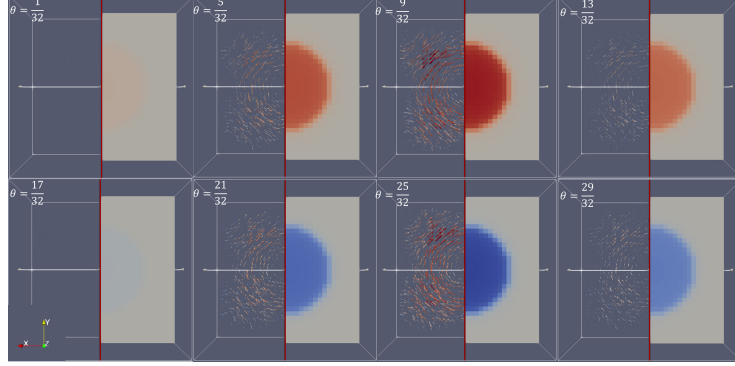 θ = 1/32
θ = 5/32
θ = 9/32
θ = 13/32
θ = 17/32
θ = 21/32
θ = 25/32
θ = 29/32
Y
X
Z